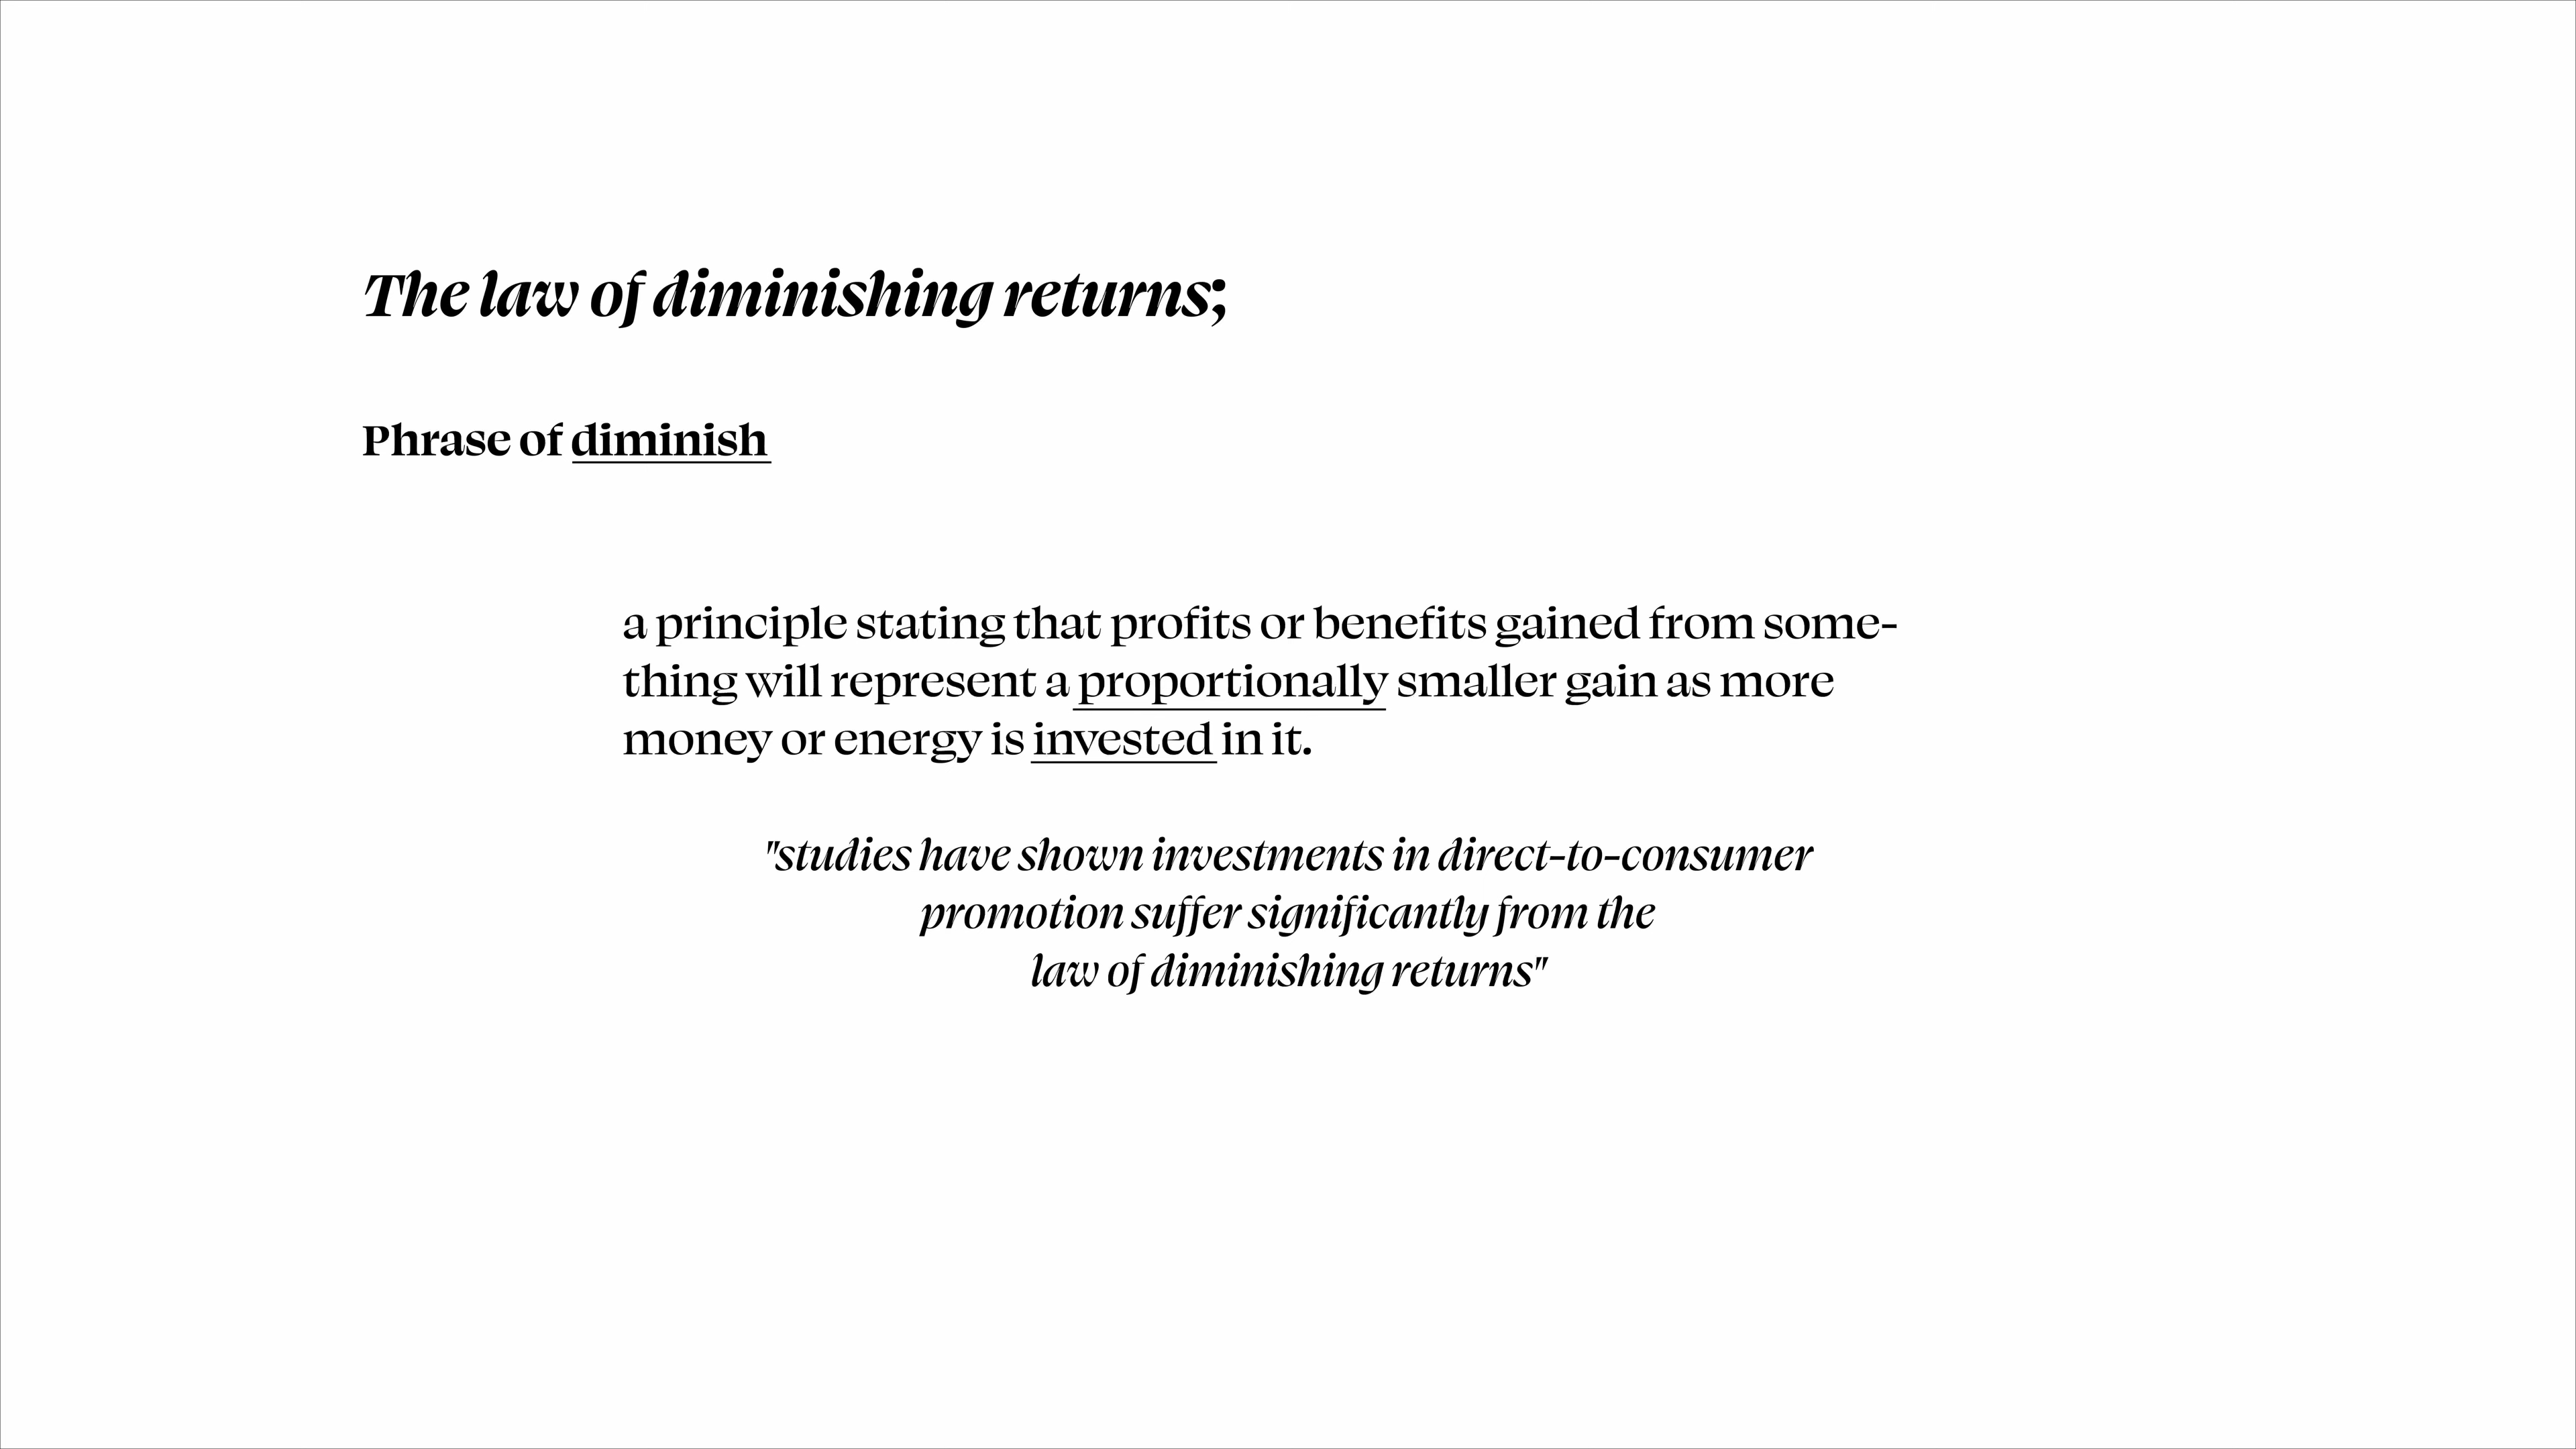 The law of diminishing returns;
Phrase of diminish
a principle stating that profits or benefits gained from some-
thing will represent a proportionally smaller gain as more
money or energy is invested in it.
"studies have shown investments in direct-to-consumer
promotion suffer significantly from the
law of diminishing returns"